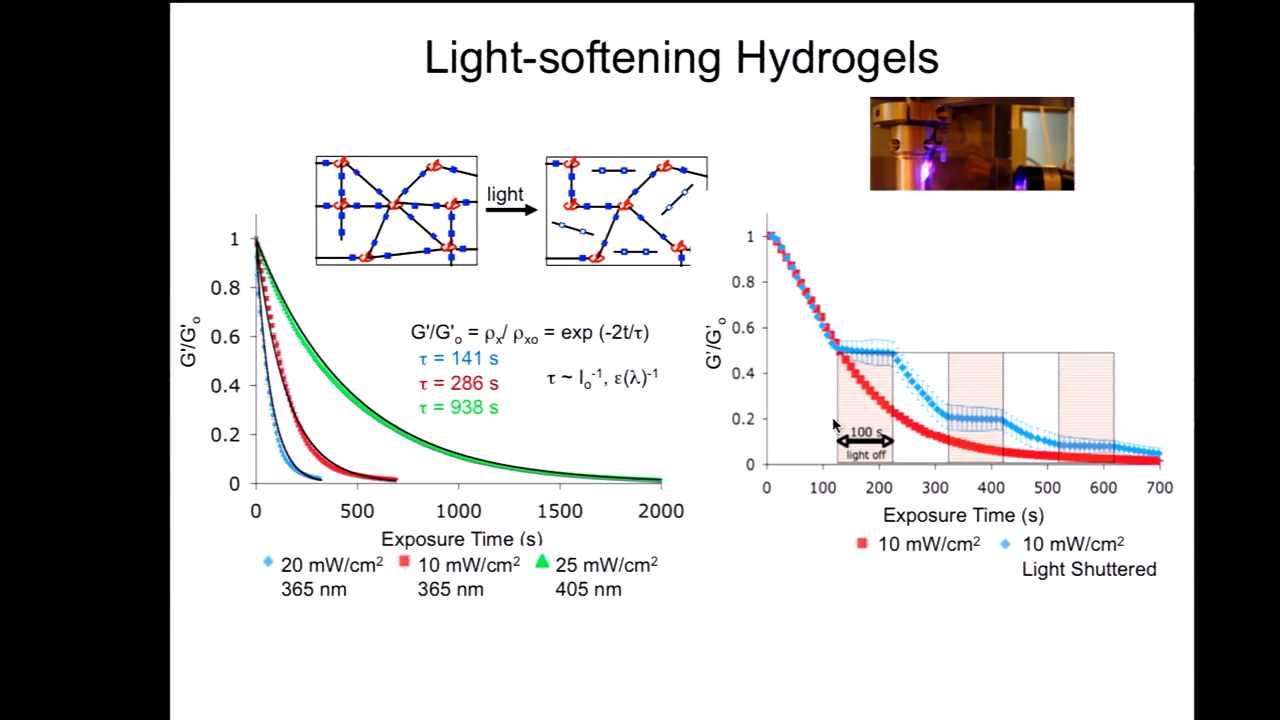 Light-softening Hydrogels
light
G'/G'ₒ
1
0.8
0.6
0.4
0.2
0
0
500
1000
1500
2000
Exposure Time (s)
G'/G'ₒ = ρₓ/ ρₓₒ = exp (-2t/τ)
τ = 141 s
τ = 286 s
τ = 938 s
τ ~ Iₒ⁻¹, ε(λ)⁻¹
20 mW/cm²
365 nm
10 mW/cm²
365 nm
25 mW/cm²
405 nm
G'/G'ₒ
1
0.8
0.6
0.4
0.2
0
100 s
light off
0
100
200
300
400
500
600
700
Exposure Time (s)
10 mW/cm²
10 mW/cm²
Light Shuttered